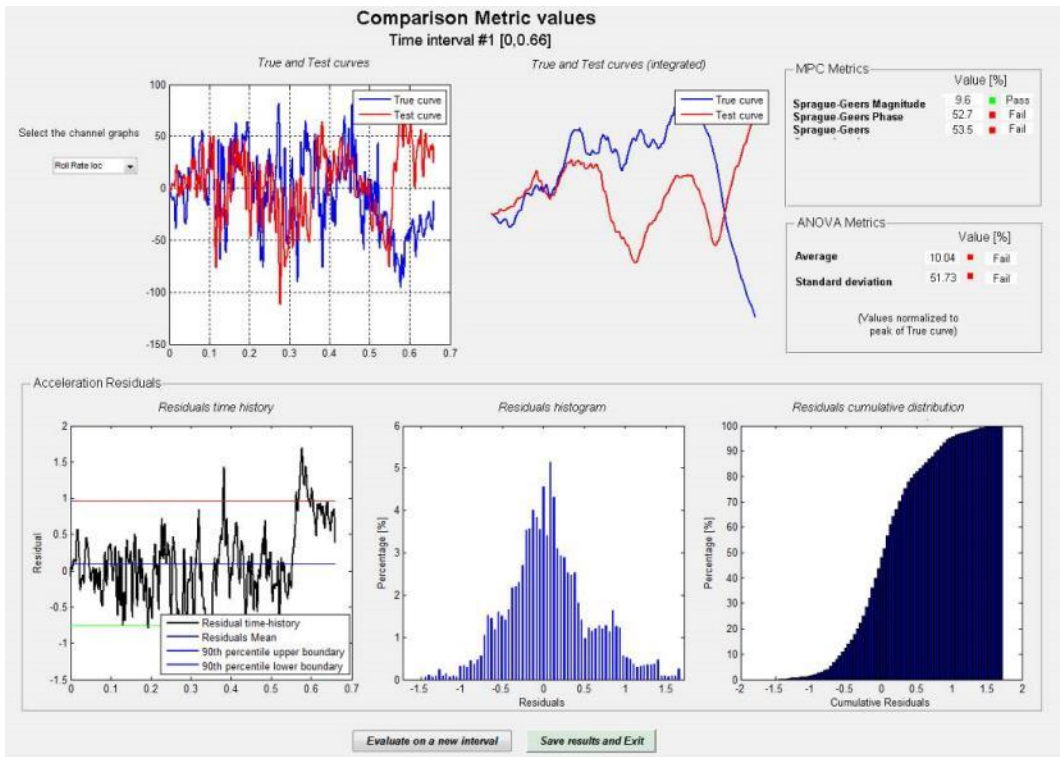 Comparison Metric values
Time interval #1 [0,0.66]
True and Test curves
True and Test curves (integrated)
Select the channel graphs
Roll Rate loc
100
50
0
-50
-100
-150
0 0.1 0.2 0.3 0.4 0.5 0.6 0.7
True curve
Test curve
True curve
Test curve
MPC Metrics
Value [%]
Sprague-Geers Magnitude 9.6 Pass
Sprague-Geers Phase 52.7 Fail
Sprague-Geers 53.5 Fail
ANOVA Metrics
Value [%]
Average 10.04 Fail
Standard deviation 51.73 Fail
(Values normalized to
peak of True curve)
Acceleration Residuals
Residuals time history
2
1.5
1
0.5
0
-0.5
-1
-1.5
Residual
0 0.1 0.2 0.3 0.4 0.5 0.6 0.7
Residual time-history
Residuals Mean
90th percentile upper boundary
90th percentile lower boundary
Residuals histogram
6
5
4
3
2
1
0
Percentage [%]
-1.5 -1 -0.5 0 0.5 1 1.5
Residuals
Residuals cumulative distribution
100
90
80
70
60
50
40
30
20
10
0
Percentage [%]
-2 -1.5 -1 -0.5 0 0.5 1 1.5 2
Cumulative Residuals
Evaluate on a new interval
Save results and Exit